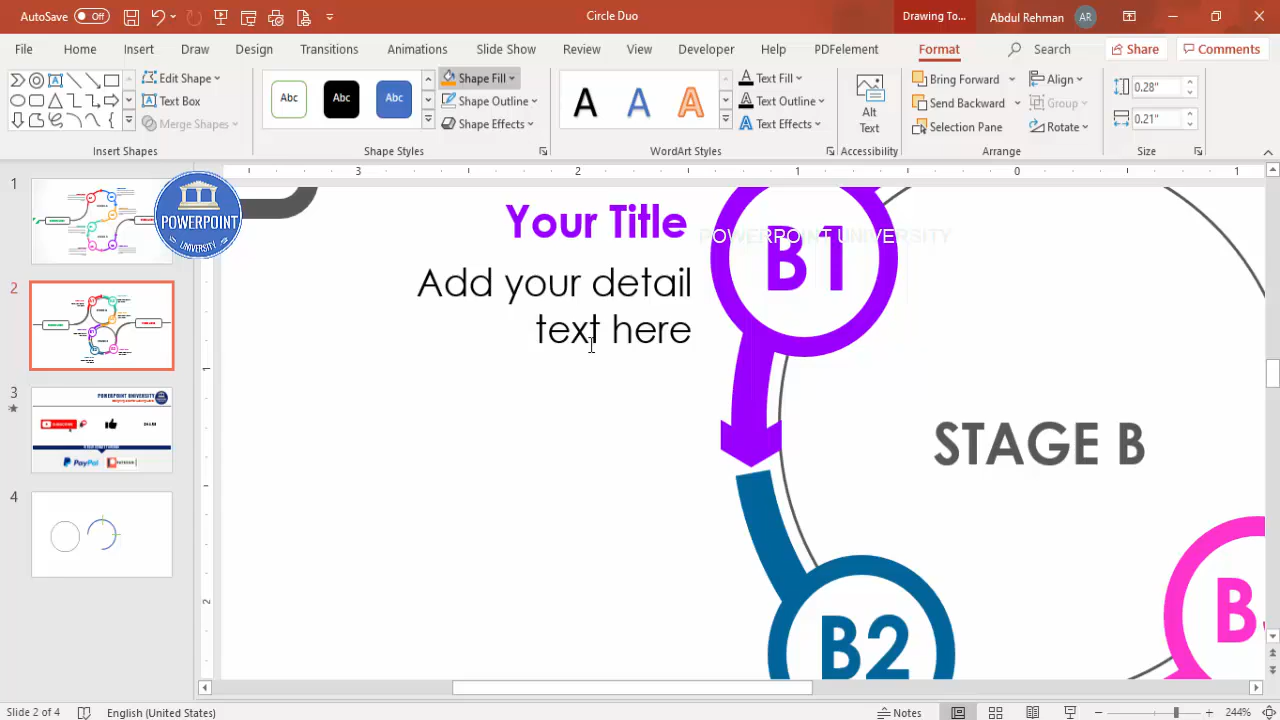 AutoSave Off
Circle Duo
Drawing To...
Abdul Rehman AR
File Home Insert Draw Design Transitions Animations Slide Show Review View Developer Help PDFelement Format Search Share Comments
Edit Shape
Text Box
Merge Shapes
Insert Shapes
Abc Abc Abc
Shape Fill
Shape Outline
Shape Effects
Shape Styles
A A A
Text Fill
Text Outline
Text Effects
WordArt Styles
Alt
Text
Accessibility
Bring Forward
Send Backward
Selection Pane
Align
Group
Rotate
Arrange
0.28"
0.21"
Size
3 2 1 0 1
1
2
1
2
3
4
POWERPOINT
UNIVERSITY
POWERPOINT UNIVERSITY
PayPal
Your Title
POWERPOINT UNIVERSITY
Add your detail
text here
B1
STAGE B
B2
B
Slide 2 of 4
English (United States)
Notes
244%